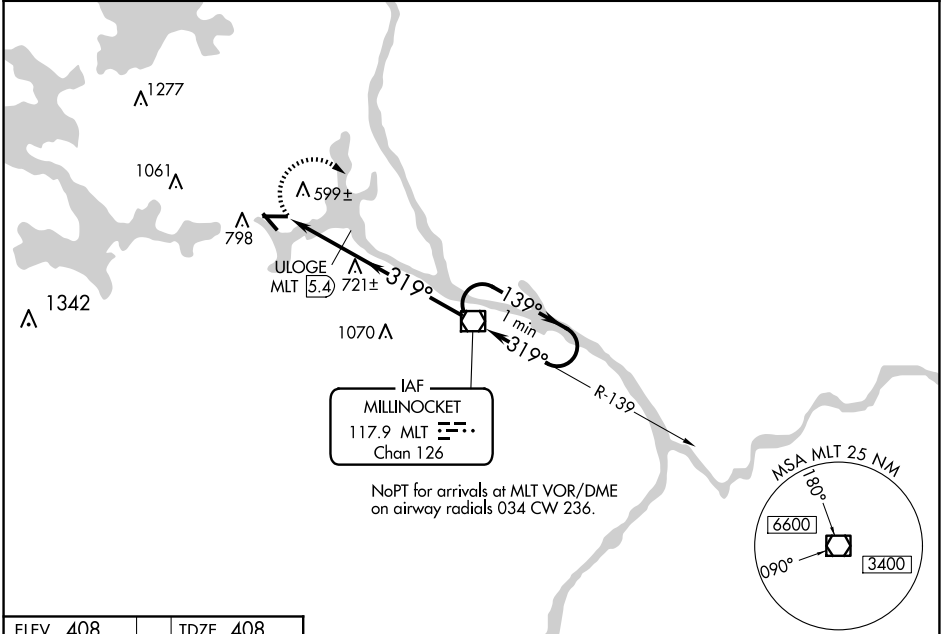 1277
1061
599±
798
ULOGE
MLT 5.4
721±
319°
139°
1 min
319°
1342
1070
R-139
IAF
MILLINOCKET
117.9 MLT
Chan 126
NoPT for arrivals at MLT VOR/DME
on airway radials 034 CW 236.
MSA MLT 25 NM
180°
6600
090°
3400
ELEV 408
TDZE 408